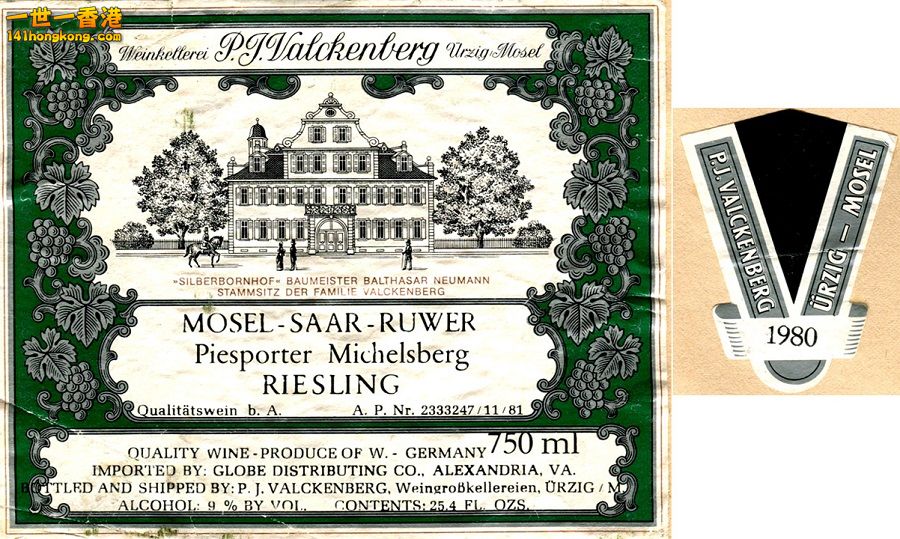 一世一香港
141hongkong.com
Weinkellerei P.J.Valckenberg Ürzig-Mosel
»SILBERBORNHOF« BAUMEISTER BALTHASAR NEUMANN
STAMMSITZ DER FAMILIE VALCKENBERG
MOSEL-SAAR-RUWER
Piesporter Michelsberg
RIESLING
Qualitätswein b. A. A. P. Nr. 2333247/11/81
QUALITY WINE-PRODUCE OF W. - GERMANY 750 ml
IMPORTED BY: GLOBE DISTRIBUTING CO., ALEXANDRIA, VA.
BOTTLED AND SHIPPED BY: P. J. VALCKENBERG, Weingroßkellereien, ÜRZIG / M
ALCOHOL: 9 % BY VOL. CONTENTS: 25.4 FL. OZS.
P.J. VALCKENBERG
ÜRZIG — MOSEL
1980